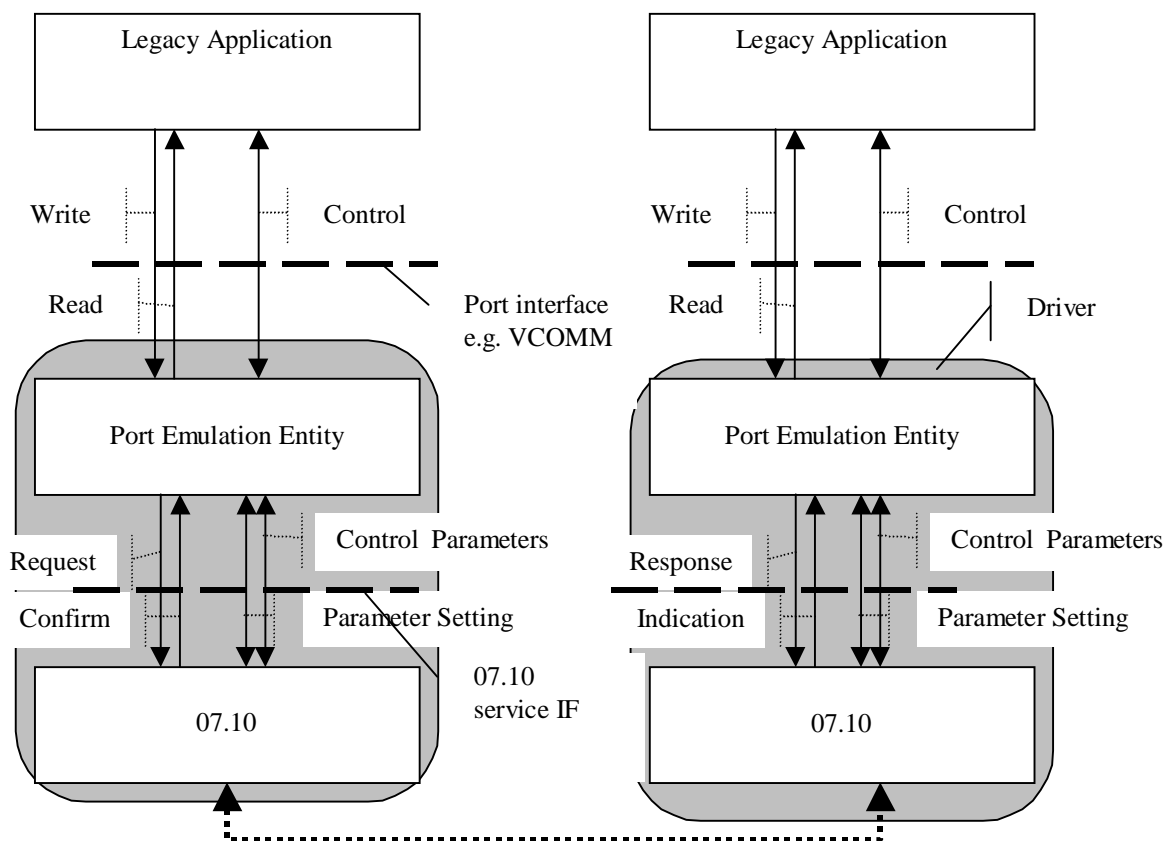 Legacy Application
Legacy Application
Write
Control
Write
Control
Read
Port interface
e.g. VCOMM
Read
Driver
Port Emulation Entity
Port Emulation Entity
Request
Control Parameters
Response
Control Parameters
Confirm
Parameter Setting
Indication
Parameter Setting
07.10
service IF
07.10
07.10